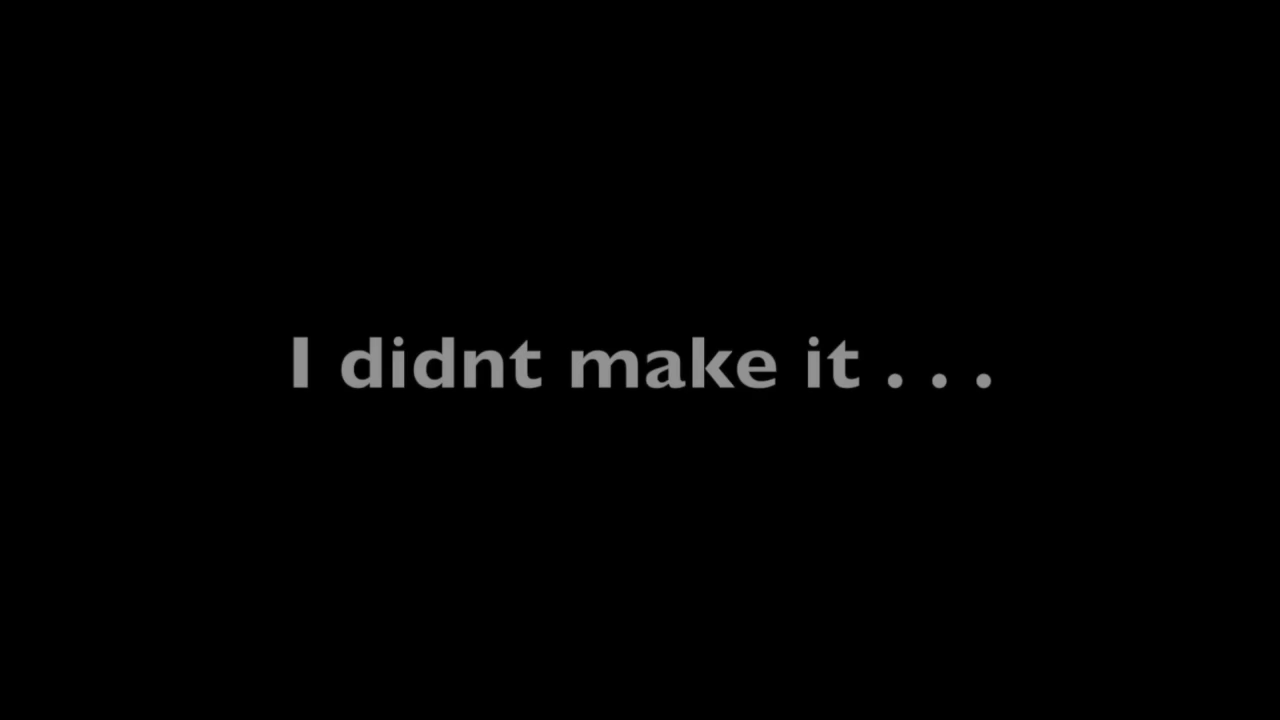 I didnt make it . . .